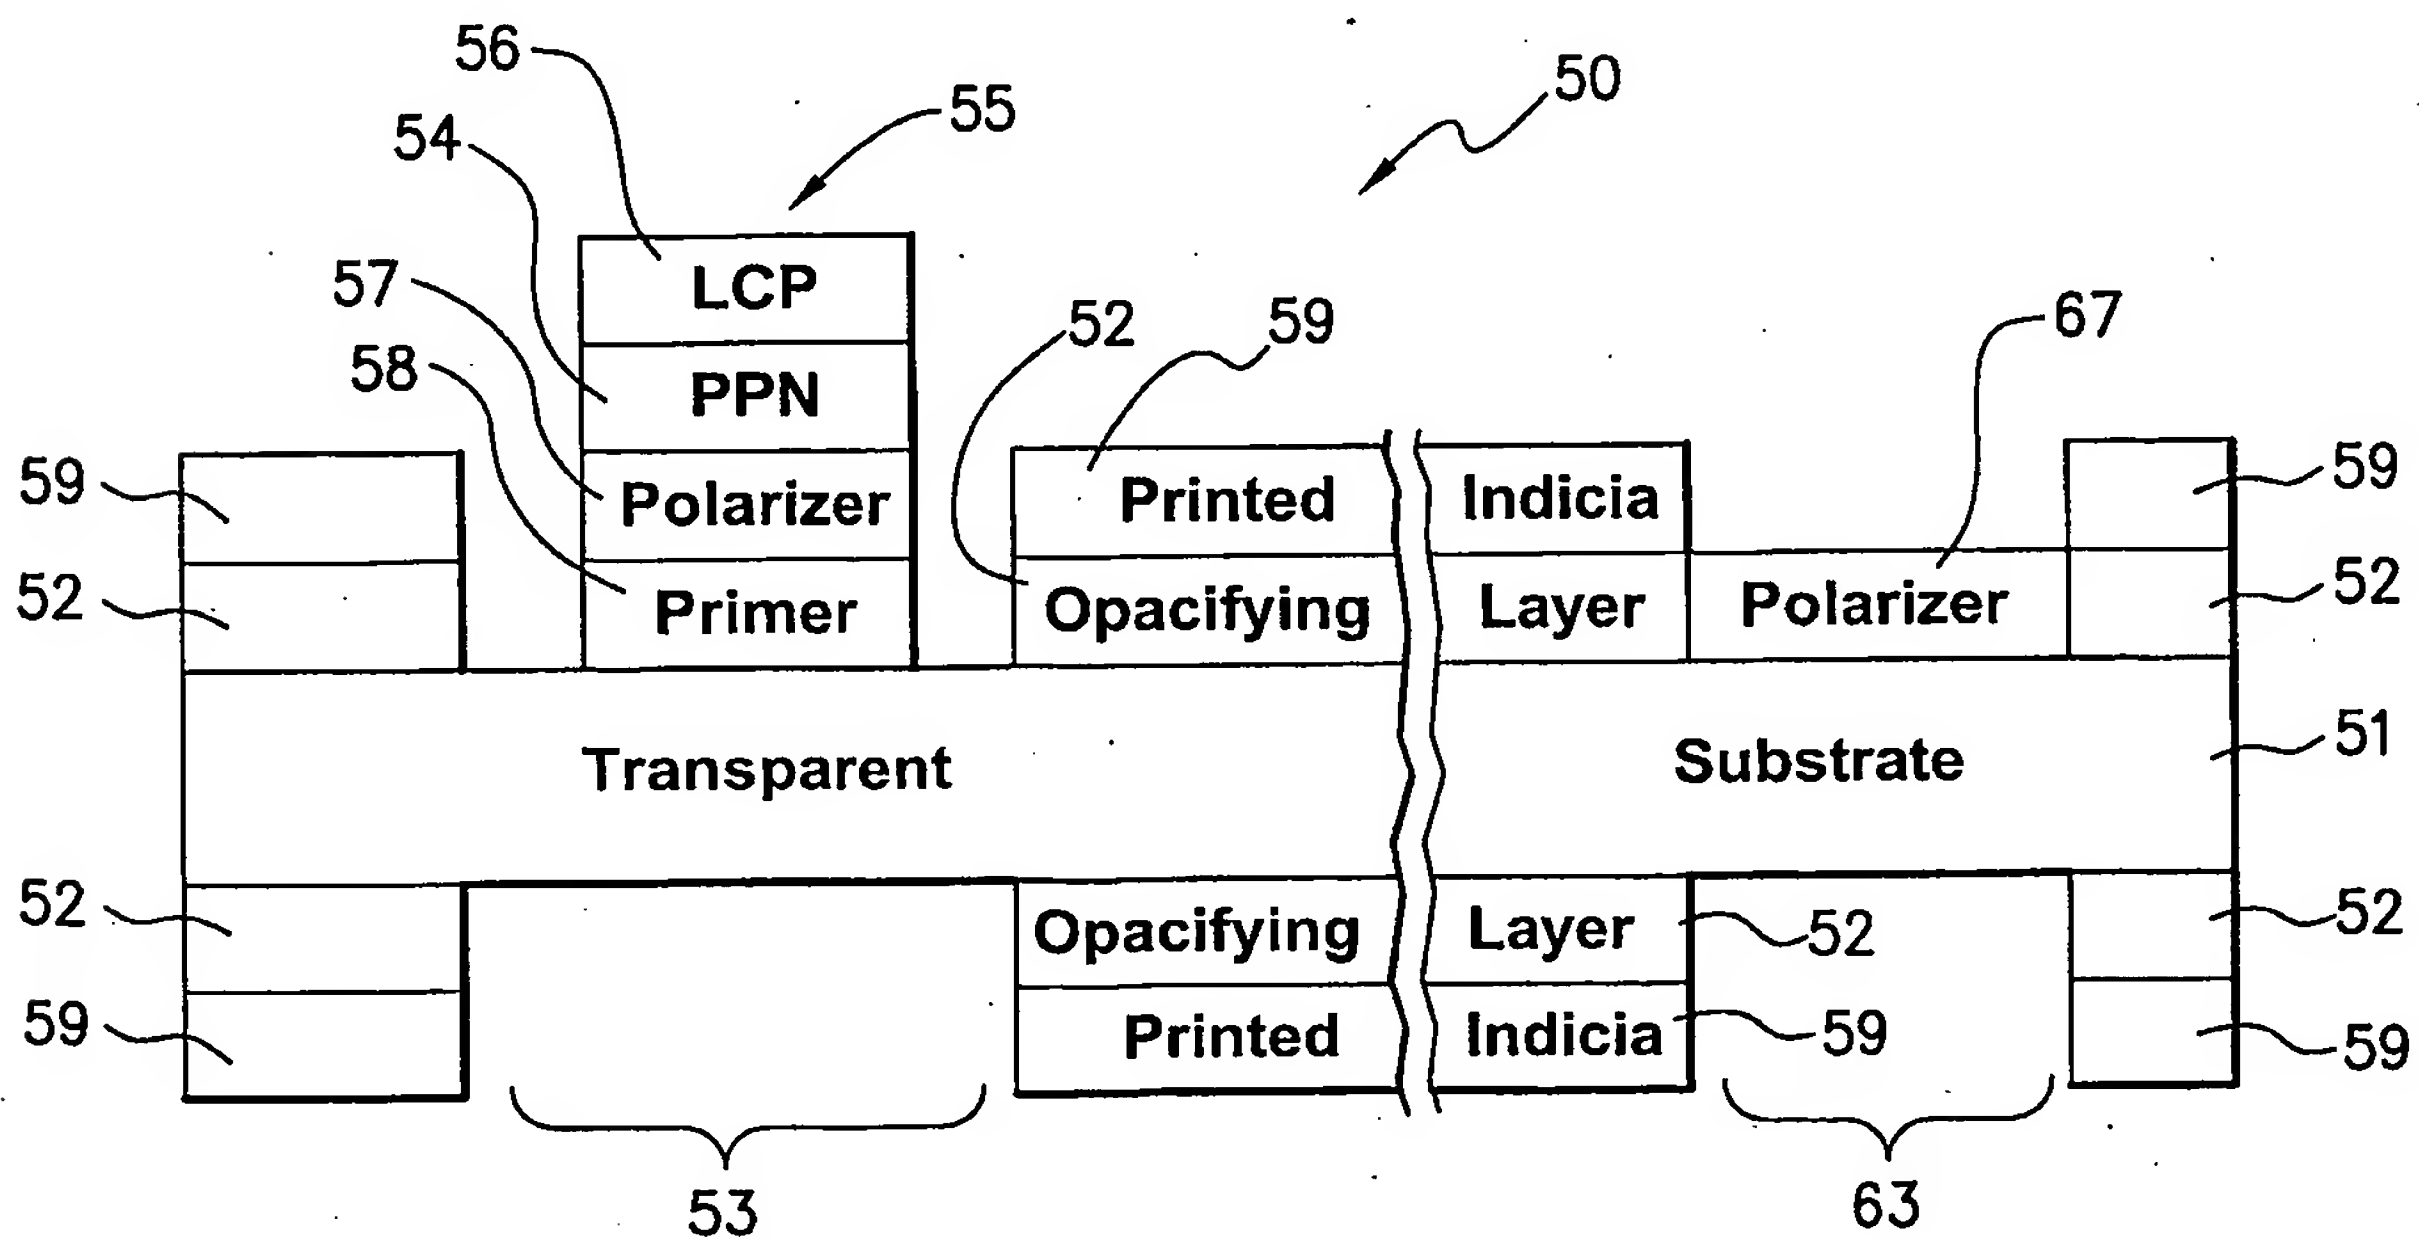 56
50
55
54
57
52
59
67
58
LCP
PPN
59
Polarizer
Printed
Indicia
59
52
Primer
Opacifying
Layer
Polarizer
52
Transparent
Substrate
51
52
Opacifying
Layer
52
52
59
Printed
Indicia
59
59
53
63